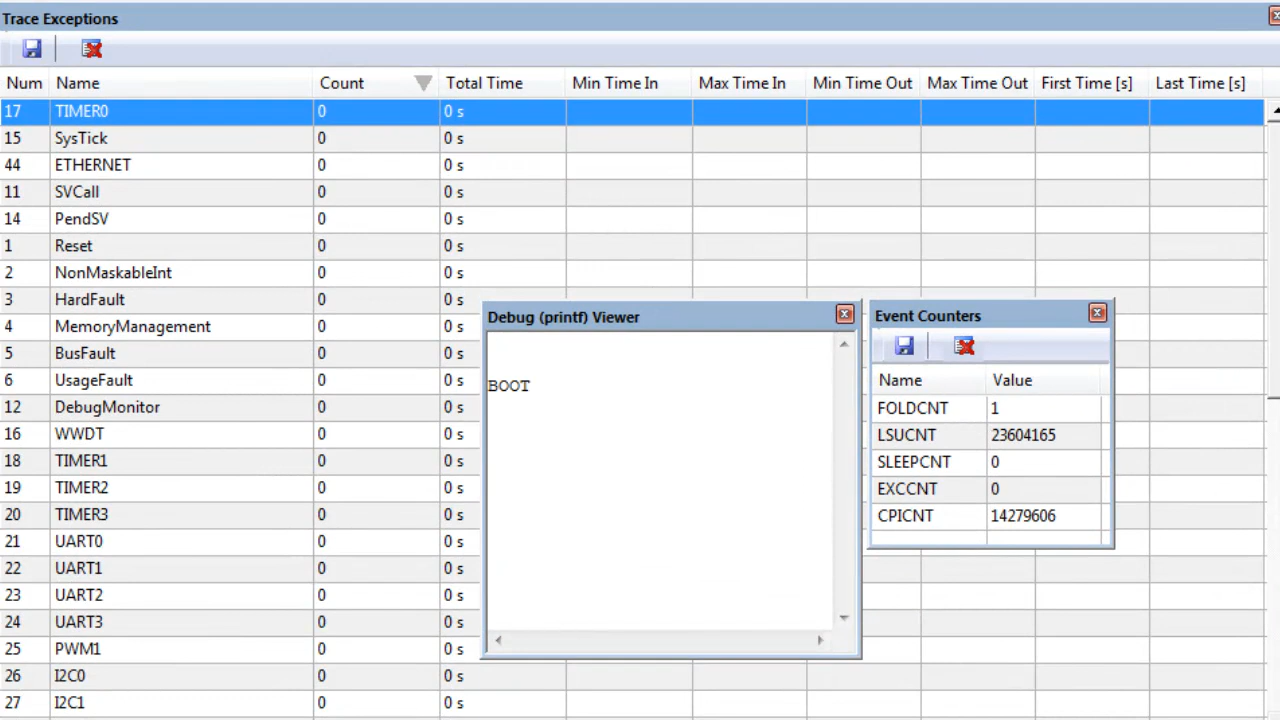 Trace Exceptions
Num Name Count Total Time Min Time In Max Time In Min Time Out Max Time Out First Time [s] Last Time [s]
17 TIMER0 0 0 s
15 SysTick 0 0 s
44 ETHERNET 0 0 s
11 SVCall 0 0 s
14 PendSV 0 0 s
1 Reset 0 0 s
2 NonMaskableInt 0 0 s
3 HardFault 0 0 s
4 MemoryManagement 0 0 s
5 BusFault 0 0 s
6 UsageFault 0 0 s
12 DebugMonitor 0 0 s
16 WWDT 0 0 s
18 TIMER1 0 0 s
19 TIMER2 0 0 s
20 TIMER3 0 0 s
21 UART0 0 0 s
22 UART1 0 0 s
23 UART2 0 0 s
24 UART3 0 0 s
25 PWM1 0 0 s
26 I2C0 0 0 s
27 I2C1 0 0 s
Debug (printf) Viewer
BOOT
Event Counters
Name Value
FOLDCNT 1
LSUCNT 23604165
SLEEPCNT 0
EXCCNT 0
CPICNT 14279606